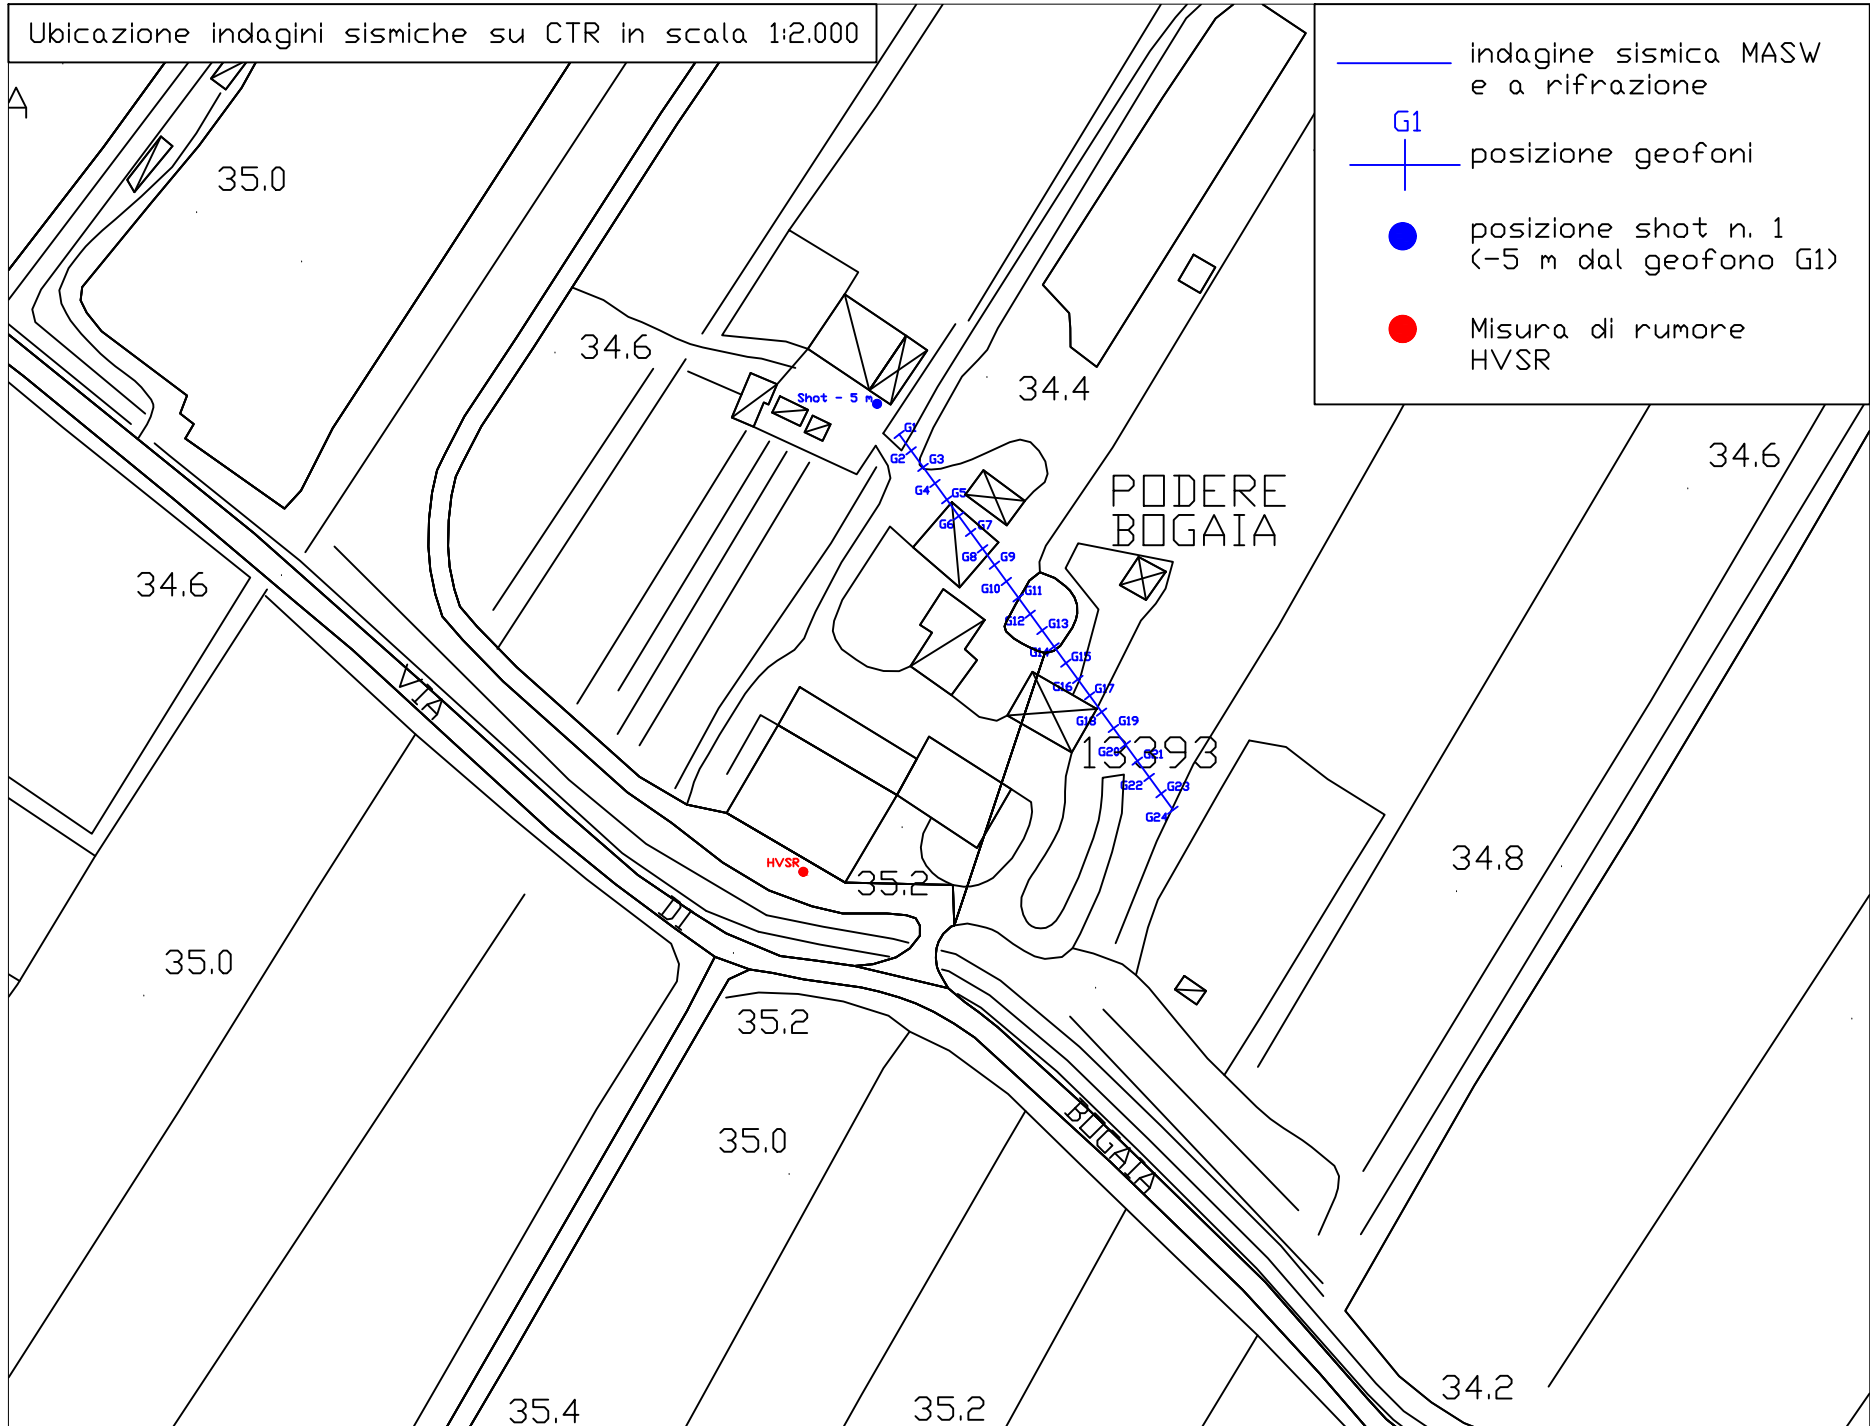 Ubicazione indagini sismiche su CTR in scala 1:2.000
indagine sismica MASW
e a rifrazione
G1
posizione geofoni
posizione shot n. 1
(-5 m dal geofono G1)
Misura di rumore
HVSR
A
35.0
34.6
34.4
34.6
Shot - 5 m
G1
G2
G3
G4
G5
G6
G7
G8
G9
G10
G11
G12
G13
G14
G15
G16
G17
G18
G19
G20
G21
G22
G23
G24
PODERE
BOGAIA
34.6
13393
34.8
HVSR
35.2
VIA
DI
BOGAIA
35.0
35.2
35.0
35.4
35.2
34.2